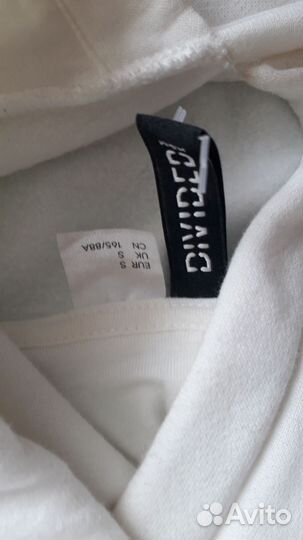 DIVIDED
EUR S
UK S
CN 165/88A
Avito